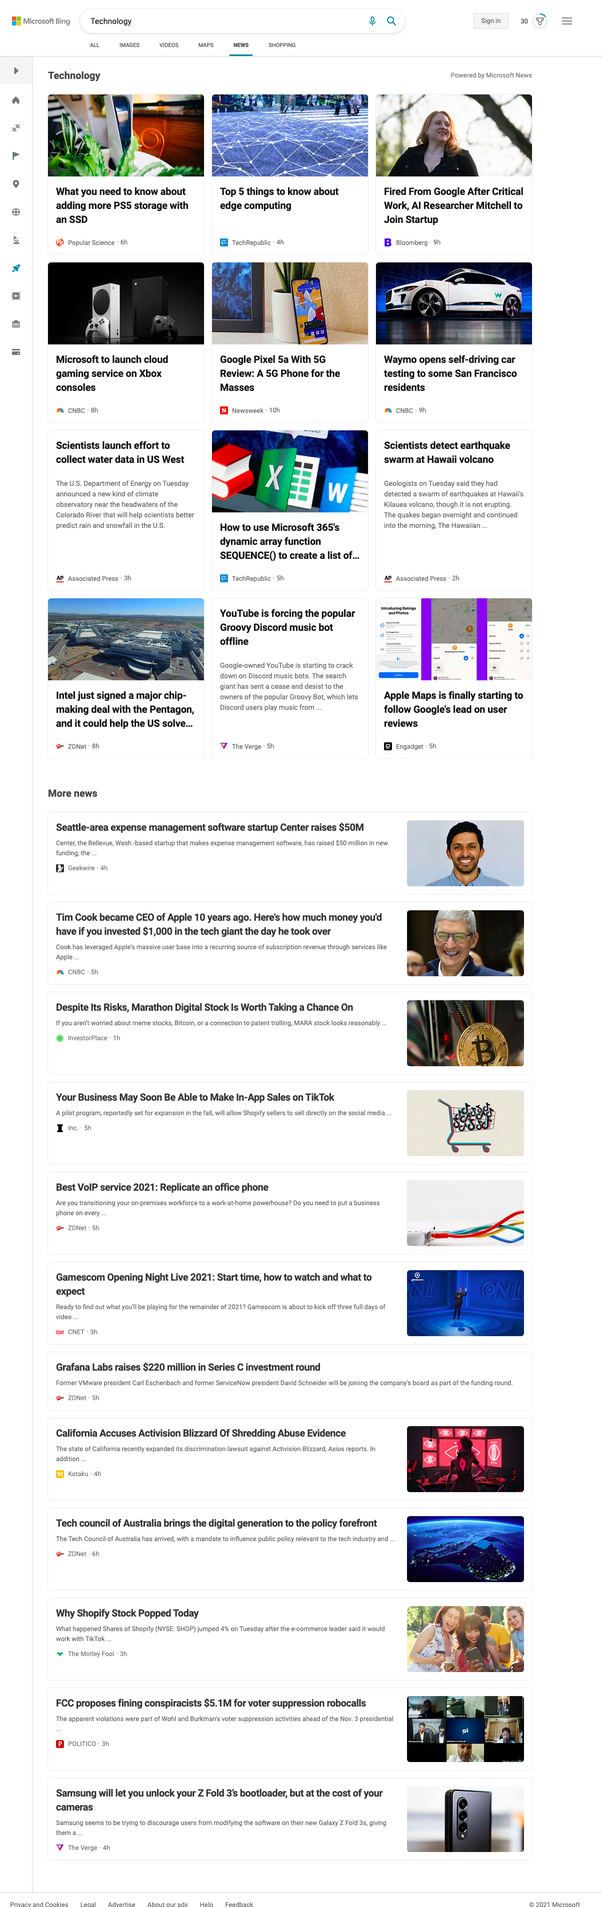 Microsoft Bing
Technology
Sign in
30
ALL
IMAGES
VIDEOS
MAPS
NEWS
SHOPPING
Technology
Powered by Microsoft News
What you need to know about
adding more PS5 storage with
an SSD
Popular Science · 6h
Top 5 things to know about
edge computing
TechRepublic · 4h
Fired From Google After Critical
Work, AI Researcher Mitchell to
Join Startup
Bloomberg · 9h
Microsoft to launch cloud
gaming service on Xbox
consoles
CNBC · 8h
Google Pixel 5a With 5G
Review: A 5G Phone for the
Masses
Newsweek · 10h
Waymo opens self-driving car
testing to some San Francisco
residents
CNBC · 9h
Scientists launch effort to
collect water data in US West
The U.S. Department of Energy on Tuesday
announced a new kind of climate
observatory near the headwaters of the
Colorado River that will help scientists better
predict rain and snowfall in the U.S.
AP
Associated Press · 3h
How to use Microsoft 365's
dynamic array function
SEQUENCE() to create a list of...
TechRepublic · 5h
Scientists detect earthquake
swarm at Hawaii volcano
Geologists on Tuesday said they had
detected a swarm of earthquakes at Hawaii's
Kilauea volcano, though it is not erupting.
The quakes began overnight and continued
into the morning, The Hawaiian ...
AP
Associated Press · 2h
Intel just signed a major chip-
making deal with the Pentagon,
and it could help the US solve...
ZDNet · 8h
YouTube is forcing the popular
Groovy Discord music bot
offline
Google-owned YouTube is starting to crack
down on Discord music bots. The search
giant has sent a cease and desist to the
owners of the popular Groovy Bot, which lets
Discord users play music from ...
The Verge · 5h
Introducing Ratings
and Photos
Apple Maps is finally starting to
follow Google's lead on user
reviews
Engadget · 5h
More news
Seattle-area expense management software startup Center raises $50M
Center, the Bellevue, Wash.-based startup that makes expense management software, has raised $50 million in new
funding, the ...
Geekwire · 4h
Tim Cook became CEO of Apple 10 years ago. Here's how much money you'd
have if you invested $1,000 in the tech giant the day he took over
Cook has leveraged Apple's massive user base into a recurring source of subscription revenue through services like
Apple ...
CNBC · 5h
Despite Its Risks, Marathon Digital Stock Is Worth Taking a Chance On
If you aren't worried about meme stocks, Bitcoin, or a connection to patent trolling, MARA stock looks reasonably ...
InvestorPlace · 1h
Your Business May Soon Be Able to Make In-App Sales on TikTok
A pilot program, reportedly set for expansion in the fall, will allow Shopify sellers to sell directly on the social media ...
Inc. · 5h
Best VoIP service 2021: Replicate an office phone
Are you transitioning your on-premises workforce to a work-at-home powerhouse? Do you need to put a business
phone on every ...
ZDNet · 5h
Gamescom Opening Night Live 2021: Start time, how to watch and what to
expect
Ready to find out what you'll be playing for the remainder of 2021? Gamescom is about to kick off three full days of
video ...
CNET · 3h
Grafana Labs raises $220 million in Series C investment round
Former VMware president Carl Eschenbach and former ServiceNow president David Schneider will be joining the company's board as part of the funding round.
ZDNet · 5h
California Accuses Activision Blizzard Of Shredding Abuse Evidence
The state of California recently expanded its discrimination lawsuit against Activision Blizzard, Axios reports. In
addition ...
Kotaku · 4h
Tech council of Australia brings the digital generation to the policy forefront
The Tech Council of Australia has arrived, with a mandate to influence public policy relevant to the tech industry and ...
ZDNet · 6h
Why Shopify Stock Popped Today
What happened Shares of Shopify (NYSE: SHOP) jumped 4% on Tuesday after the e-commerce leader said it would
work with TikTok ...
The Motley Fool · 3h
FCC proposes fining conspiracists $5.1M for voter suppression robocalls
The apparent violations were part of Wohl and Burkman's voter suppression activities ahead of the Nov. 3 presidential
...
POLITICO · 3h
Samsung will let you unlock your Z Fold 3's bootloader, but at the cost of your
cameras
Samsung seems to be trying to discourage users from modifying the software on their new Galaxy Z Fold 3s, giving
them a ...
The Verge · 4h
Privacy and Cookies
Legal
Advertise
About our ads
Help
Feedback
© 2021 Microsoft